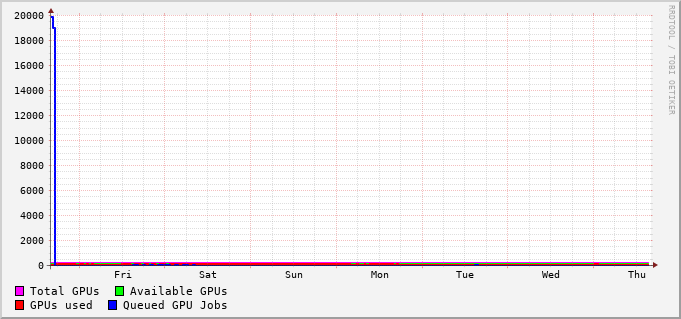 20000
18000
16000
14000
12000
10000
8000
6000
4000
2000
0
Fri Sat Sun Mon Tue Wed Thu
Total GPUs Available GPUs
GPUs used Queued GPU Jobs
RRDTOOL / TOBI OETIKER